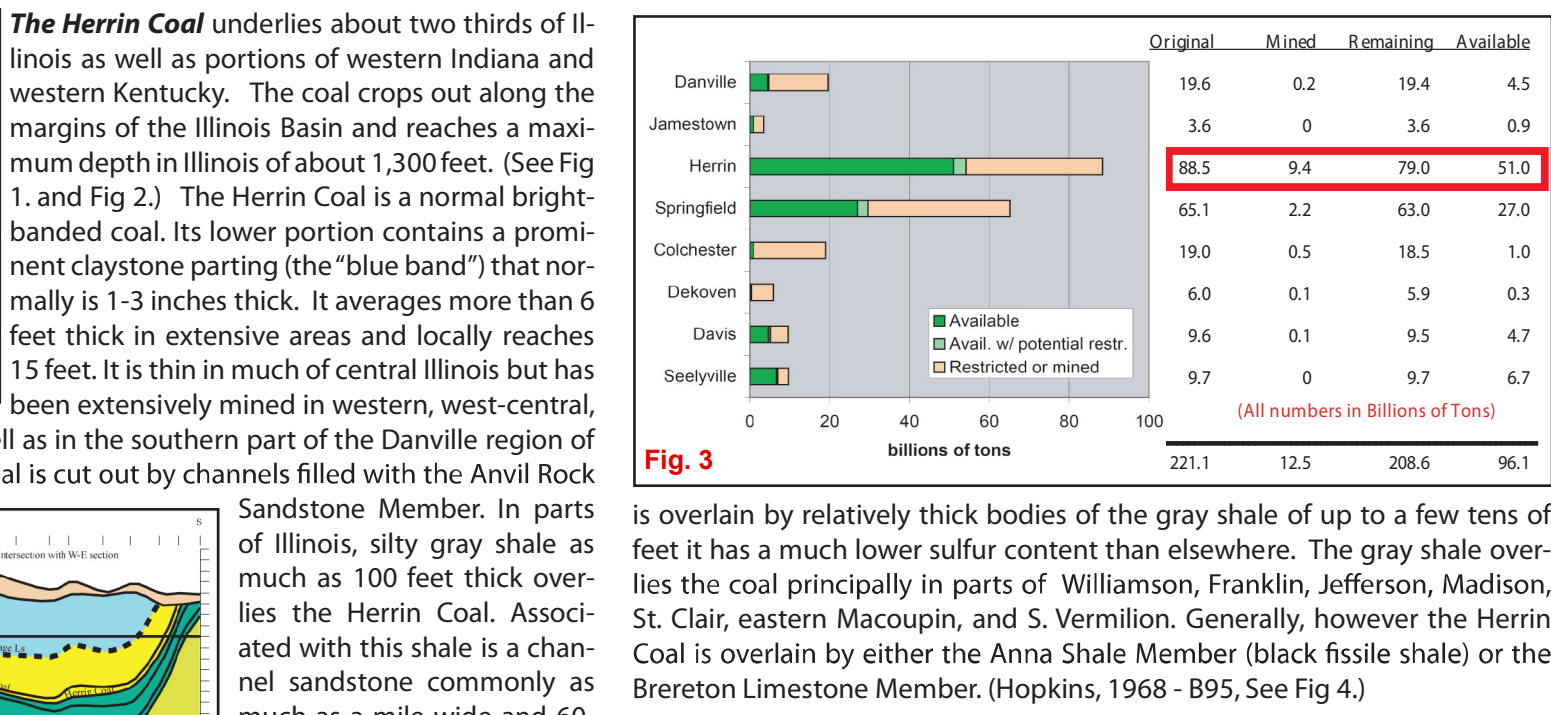 The Herrin Coal underlies about two thirds of Il-
linois as well as portions of western Indiana and
western Kentucky. The coal crops out along the
margins of the Illinois Basin and reaches a maxi-
mum depth in Illinois of about 1,300 feet. (See Fig
1. and Fig 2.) The Herrin Coal is a normal bright-
banded coal. Its lower portion contains a promi-
nent claystone parting (the “blue band”) that nor-
mally is 1-3 inches thick. It averages more than 6
feet thick in extensive areas and locally reaches
15 feet. It is thin in much of central Illinois but has
been extensively mined in western, west-central,
as in the southern part of the Danville region of
is cut out by channels filled with the Anvil Rock
Sandstone Member. In parts
of Illinois, silty gray shale as
much as 100 feet thick over-
lies the Herrin Coal. Associ-
ated with this shale is a chan-
nel sandstone commonly as
much as a mile wide and 60
S
ntersection with W-E section
Ls
Herrin Coal
Original Mined Remaining Available
Danville 19.6 0.2 19.4 4.5
Jamestown 3.6 0 3.6 0.9
Herrin 88.5 9.4 79.0 51.0
Springfield 65.1 2.2 63.0 27.0
Colchester 19.0 0.5 18.5 1.0
Dekoven 6.0 0.1 5.9 0.3
Davis 9.6 0.1 9.5 4.7
Seelyville 9.7 0 9.7 6.7
Available
Avail. w/ potential restr.
Restricted or mined
0 20 40 60 80 100
billions of tons
(All numbers in Billions of Tons)
221.1 12.5 208.6 96.1
Fig. 3
is overlain by relatively thick bodies of the gray shale of up to a few tens of
feet it has a much lower sulfur content than elsewhere. The gray shale over-
lies the coal principally in parts of Williamson, Franklin, Jefferson, Madison,
St. Clair, eastern Macoupin, and S. Vermilion. Generally, however the Herrin
Coal is overlain by either the Anna Shale Member (black fissile shale) or the
Brereton Limestone Member. (Hopkins, 1968 - B95, See Fig 4.)